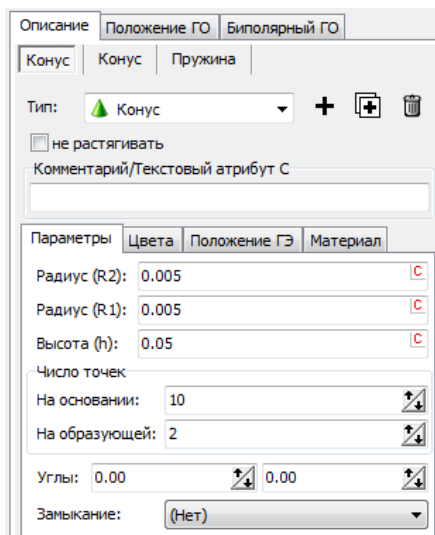 Описание Положение ГО Биполярный ГО
Конус Конус Пружина
Тип: Конус
не растягивать
Комментарий/Текстовый атрибут С
Параметры Цвета Положение ГЭ Материал
Радиус (R2): 0.005 C
Радиус (R1): 0.005 C
Высота (h): 0.05 C
Число точек
На основании: 10
На образующей: 2
Углы: 0.00 0.00
Замыкание: (Нет)